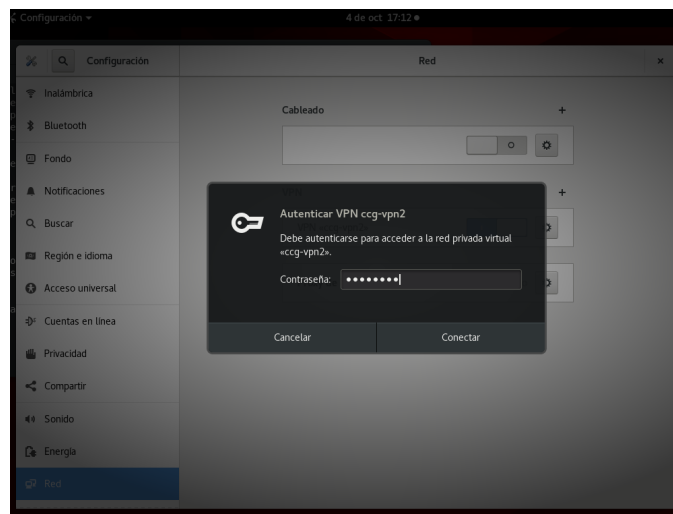 Configuración
4 de oct 17:12
Configuración
Red
Inalámbrica
Bluetooth
Fondo
Notificaciones
Buscar
Región e idioma
Acceso universal
Cuentas en línea
Privacidad
Compartir
Sonido
Energía
Red
Cableado
VPN
Autenticar VPN ccg-vpn2
Debe autenticarse para acceder a la red privada virtual
«ccg-vpn2».
Contraseña:
Cancelar
Conectar